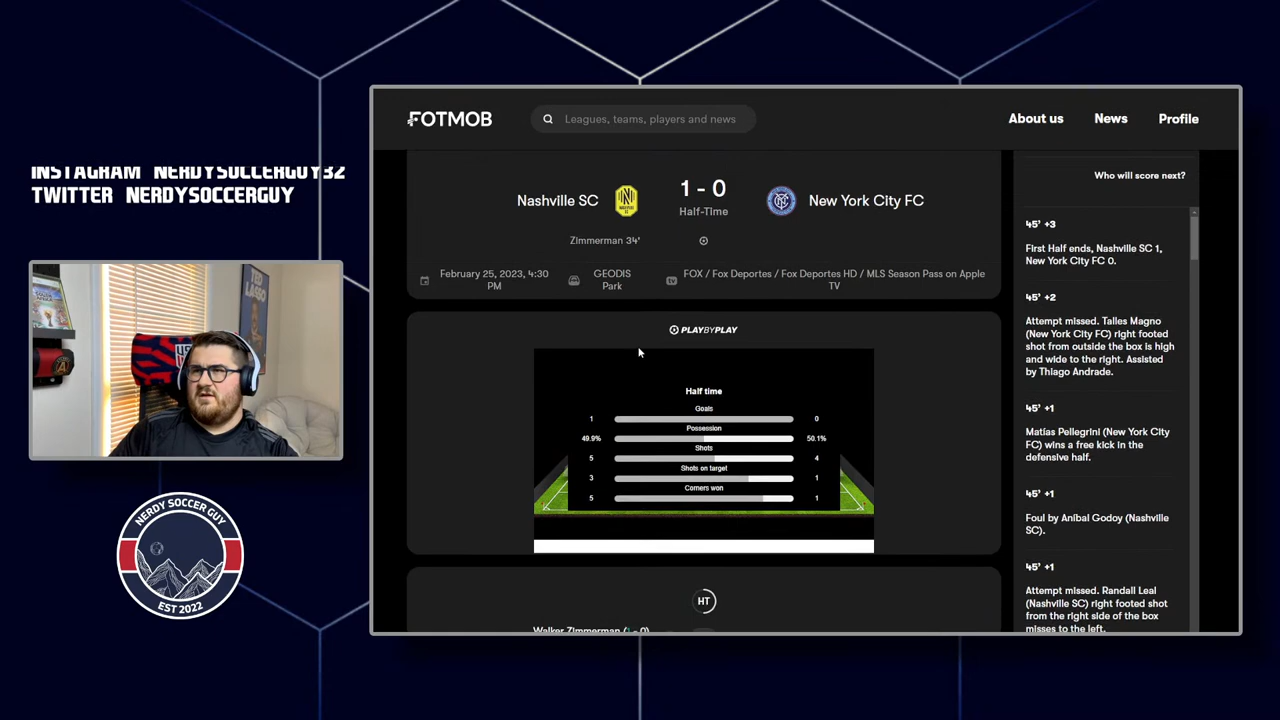 INSTAGRAM NERDYSOCCERGUY32
TWITTER NERDYSOCCERGUY
TED
LASSO
NERDY SOCCER GUY
EST 2022
FOTMOB
Leagues, teams, players and news
About us
News
Profile
Nashville SC
1 - 0
New York City FC
Half-Time
Zimmerman 34'
February 25, 2023, 4:30
PM
GEODIS
Park
FOX / Fox Deportes / Fox Deportes HD / MLS Season Pass on Apple
TV
PLAYBYPLAY
Half time
Goals
1 0
Possession
49.9% 50.1%
Shots
5 4
Shots on target
3 1
Corners won
5 1
HT
Who will score next?
45' +3
First Half ends, Nashville SC 1,
New York City FC 0.
45' +2
Attempt missed. Talles Magno
(New York City FC) right footed
shot from outside the box is high
and wide to the right. Assisted
by Thiago Andrade.
45' +1
Matías Pellegrini (New York City
FC) wins a free kick in the
defensive half.
45' +1
Foul by Aníbal Godoy (Nashville
SC).
45' +1
Attempt missed. Randall Leal
(Nashville SC) right footed shot
from the right side of the box
misses to the left.